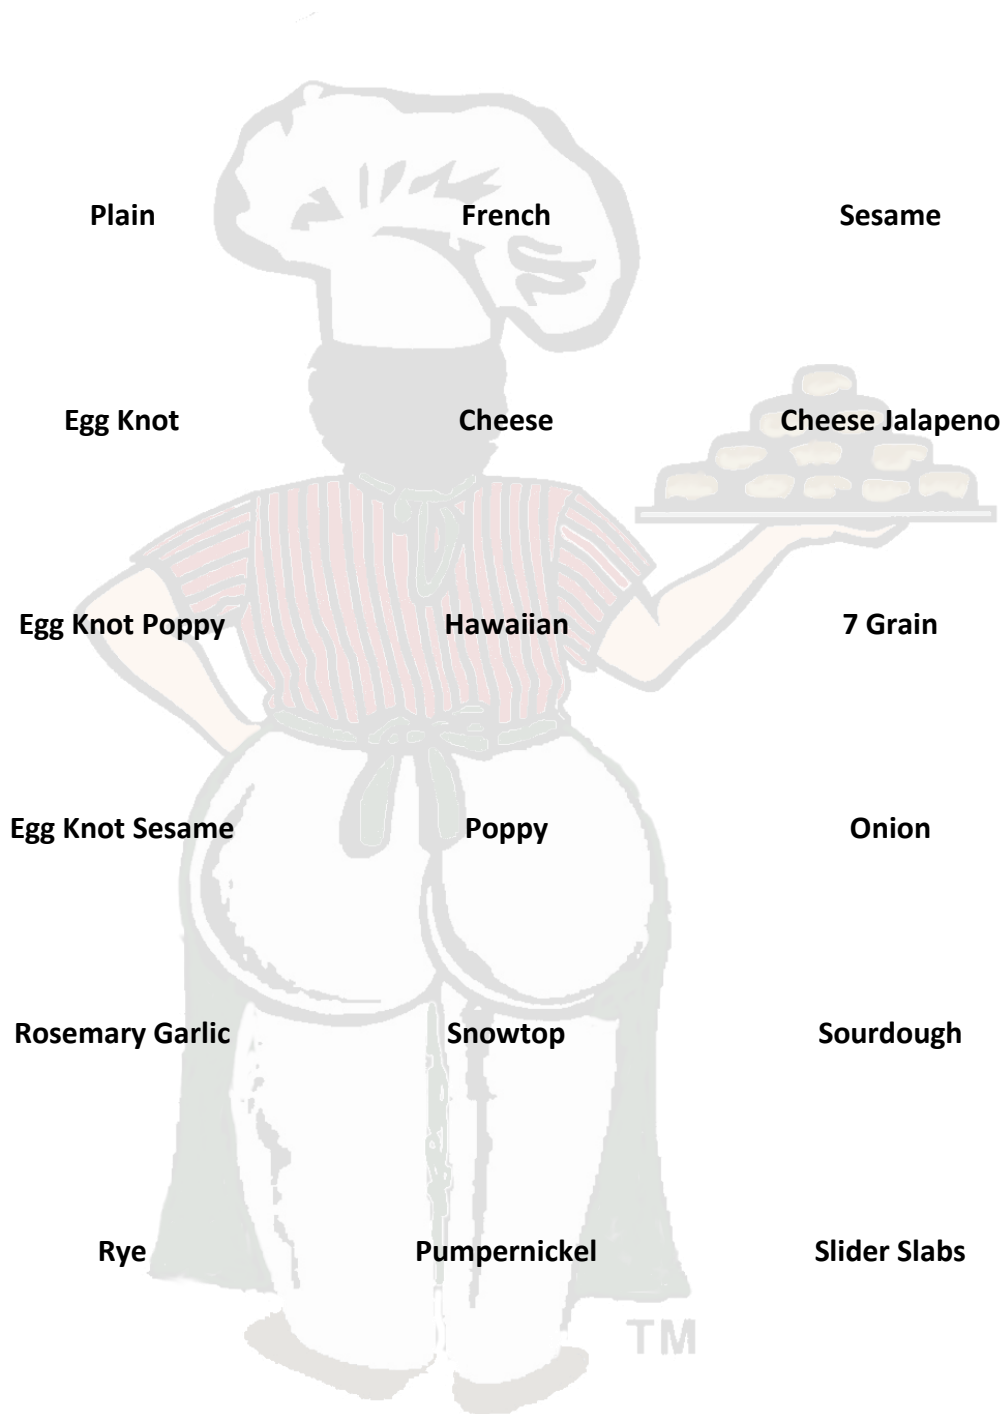 Plain French Sesame
Egg Knot Cheese Cheese Jalapeno
Egg Knot Poppy Hawaiian 7 Grain
Egg Knot Sesame Poppy Onion
Rosemary Garlic Snowtop Sourdough
Rye Pumpernickel Slider Slabs
TM